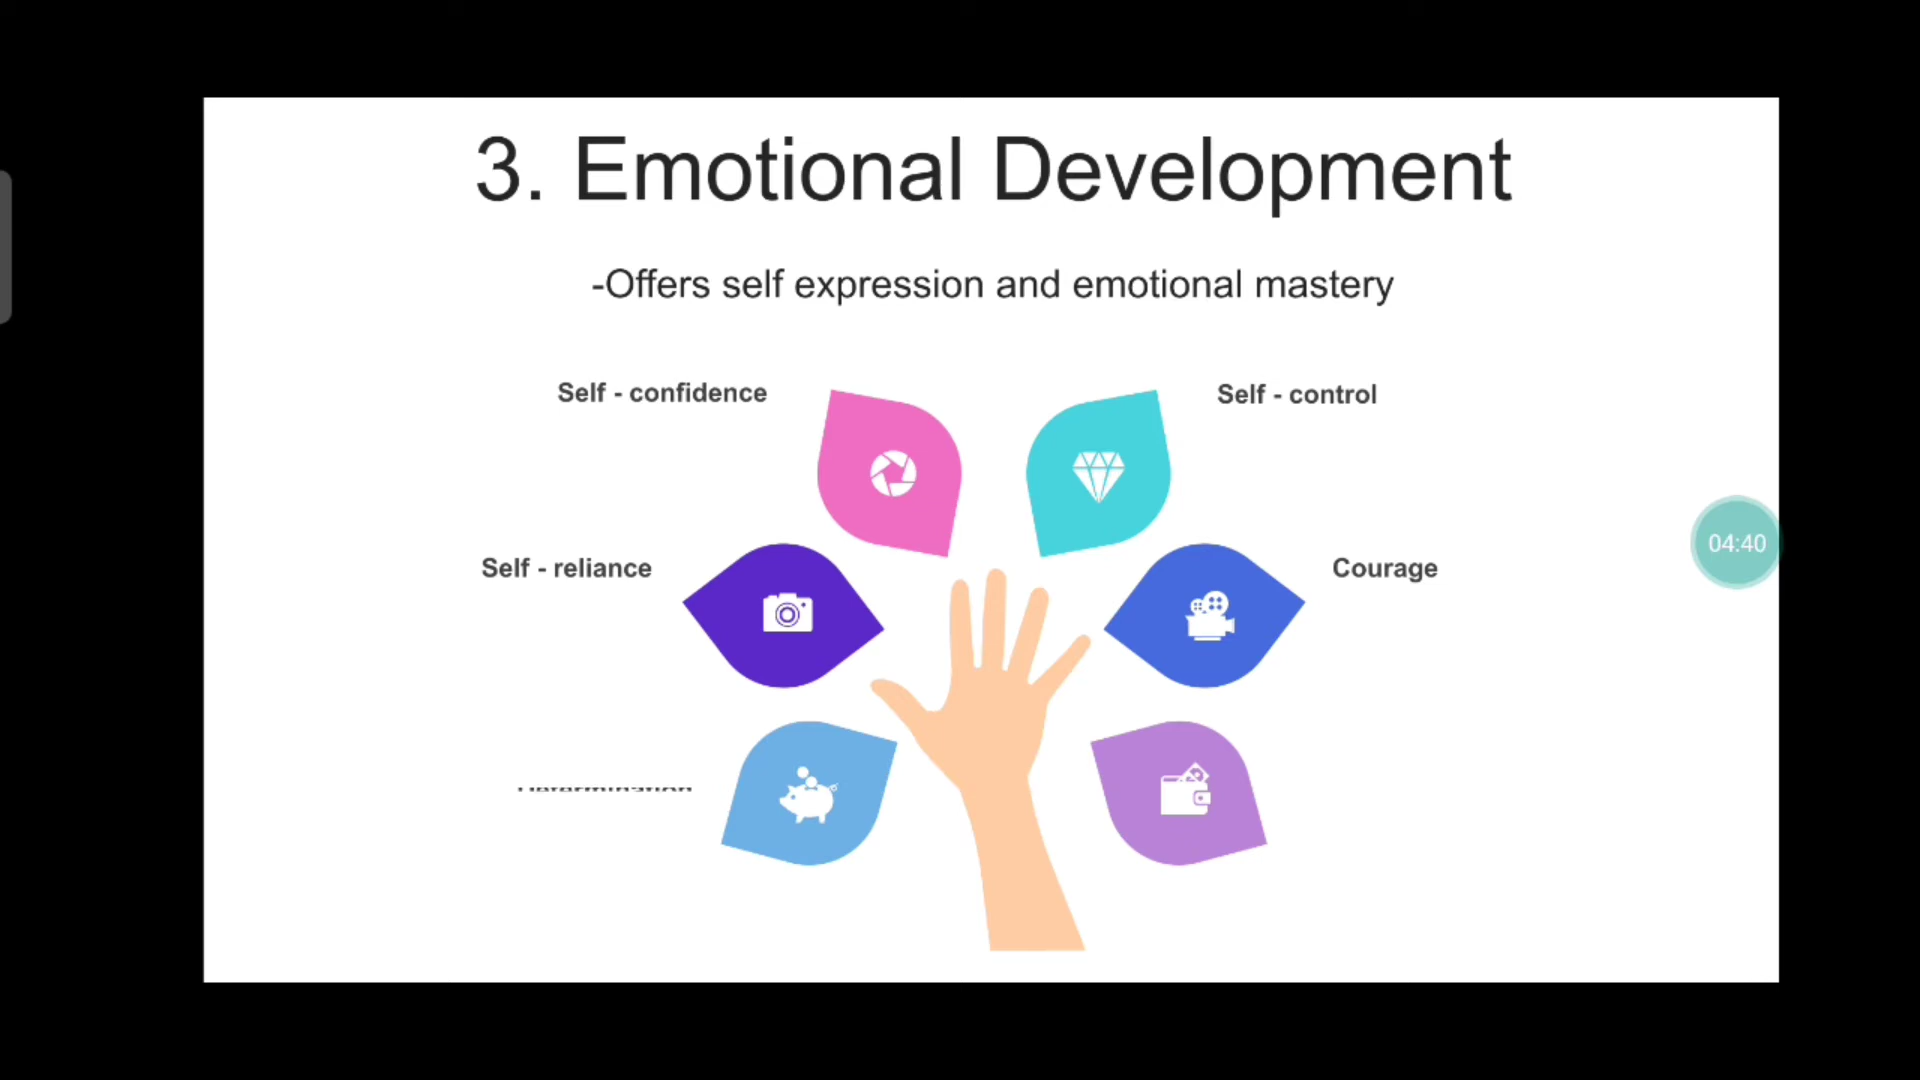 3. Emotional Development
-Offers self expression and emotional mastery
Self - confidence
Self - control
Self - reliance
Courage
04:40